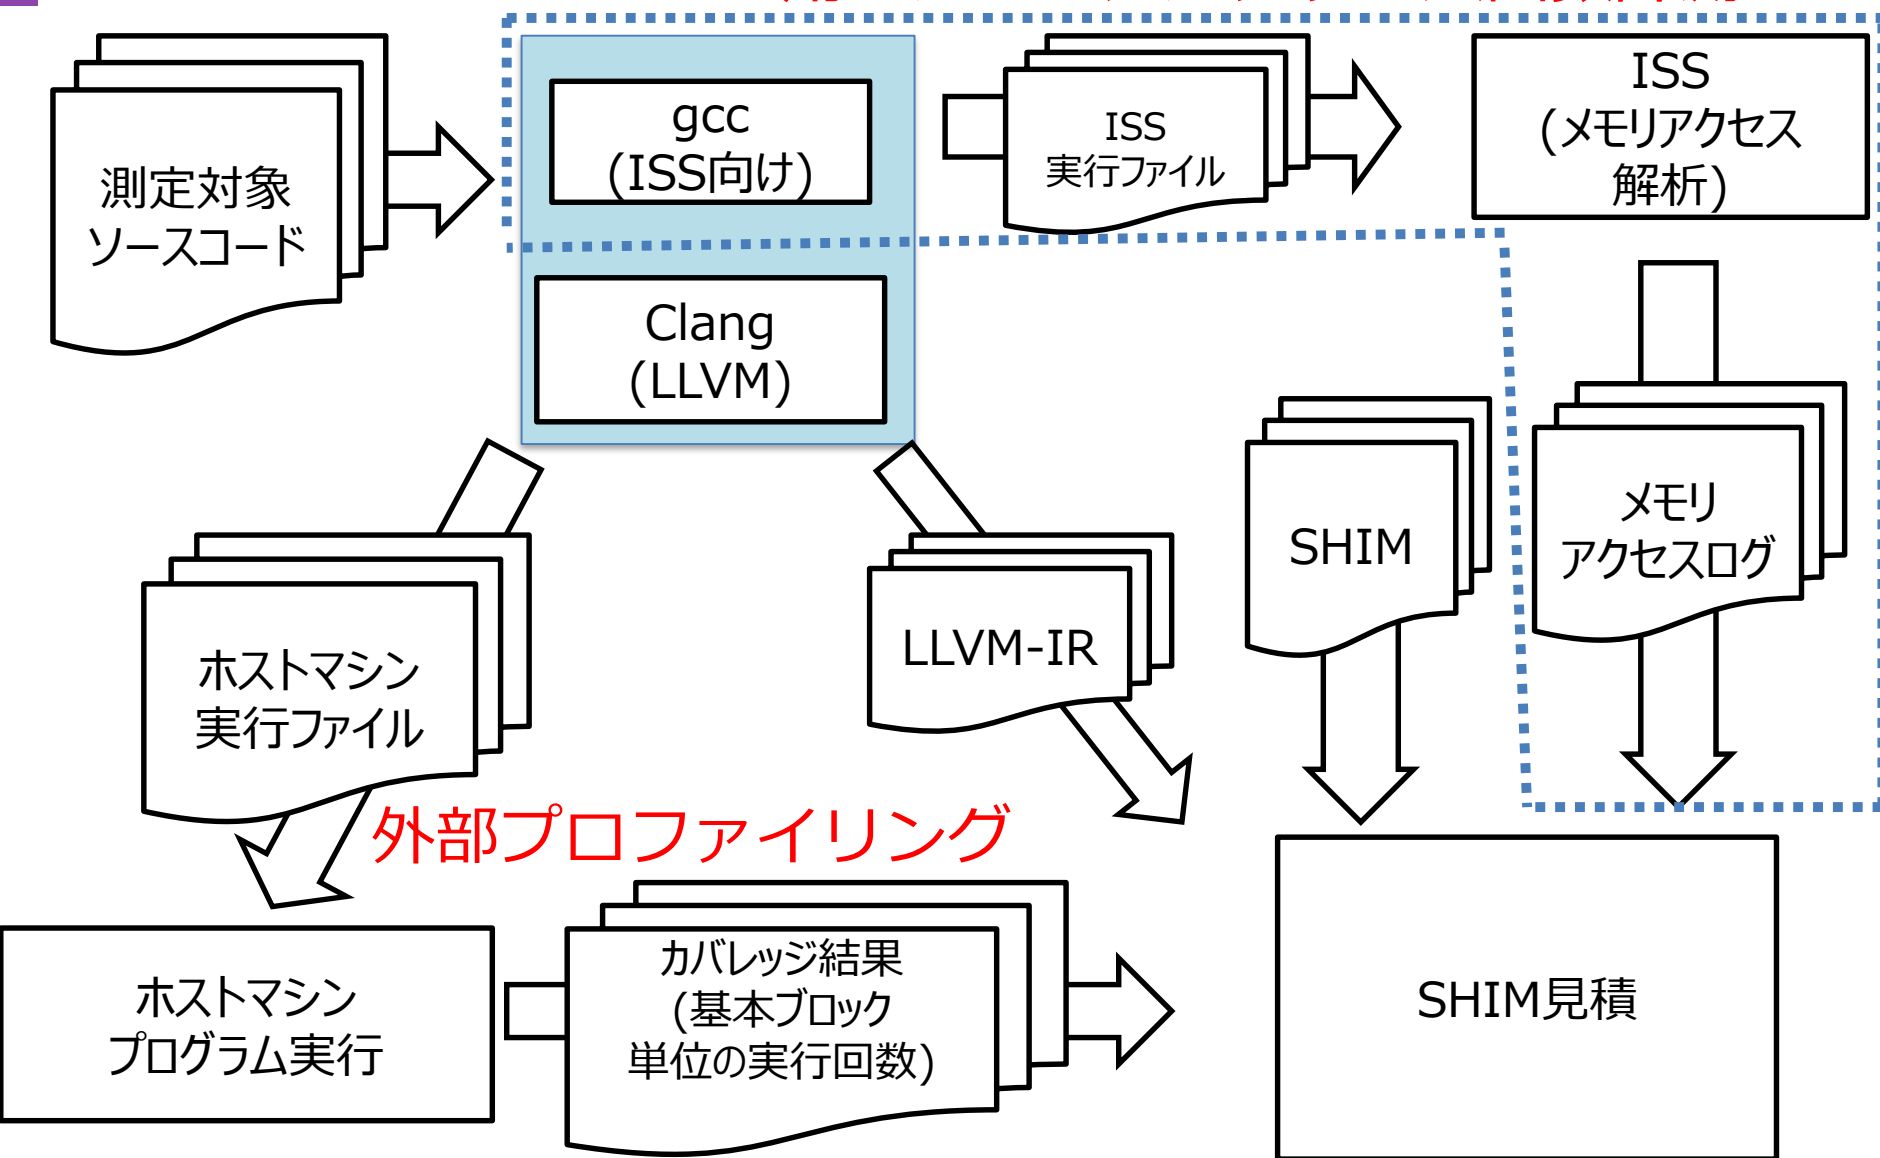 測定対象
ソースコード
gcc
(ISS向け)
ISS
実行ファイル
ISS
(メモリアクセス
解析)
Clang
(LLVM)
SHIM
メモリ
アクセスログ
ホストマシン
実行ファイル
LLVM-IR
外部プロファイリング
ホストマシン
プログラム実行
カバレッジ結果
(基本ブロック
単位の実行回数)
SHIM見積